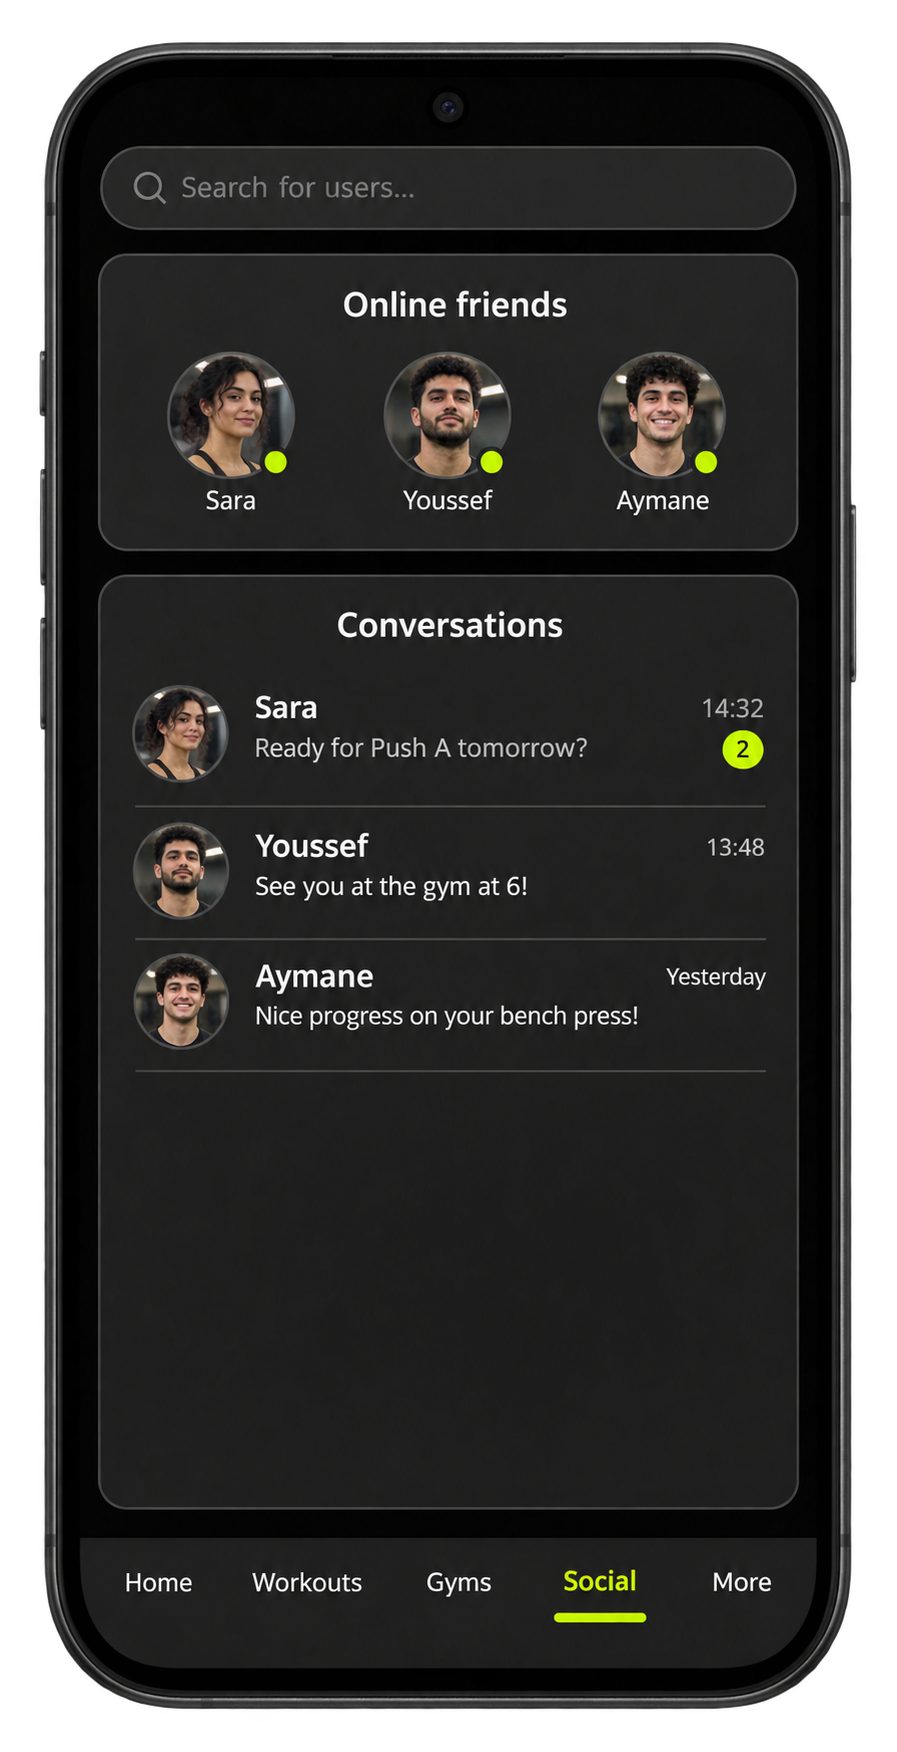 Search for users...
Online friends
Sara
Youssef
Aymane
Conversations
Sara
14:32
Ready for Push A tomorrow?
2
Youssef
13:48
See you at the gym at 6!
Aymane
Yesterday
Nice progress on your bench press!
Home
Workouts
Gyms
Social
More